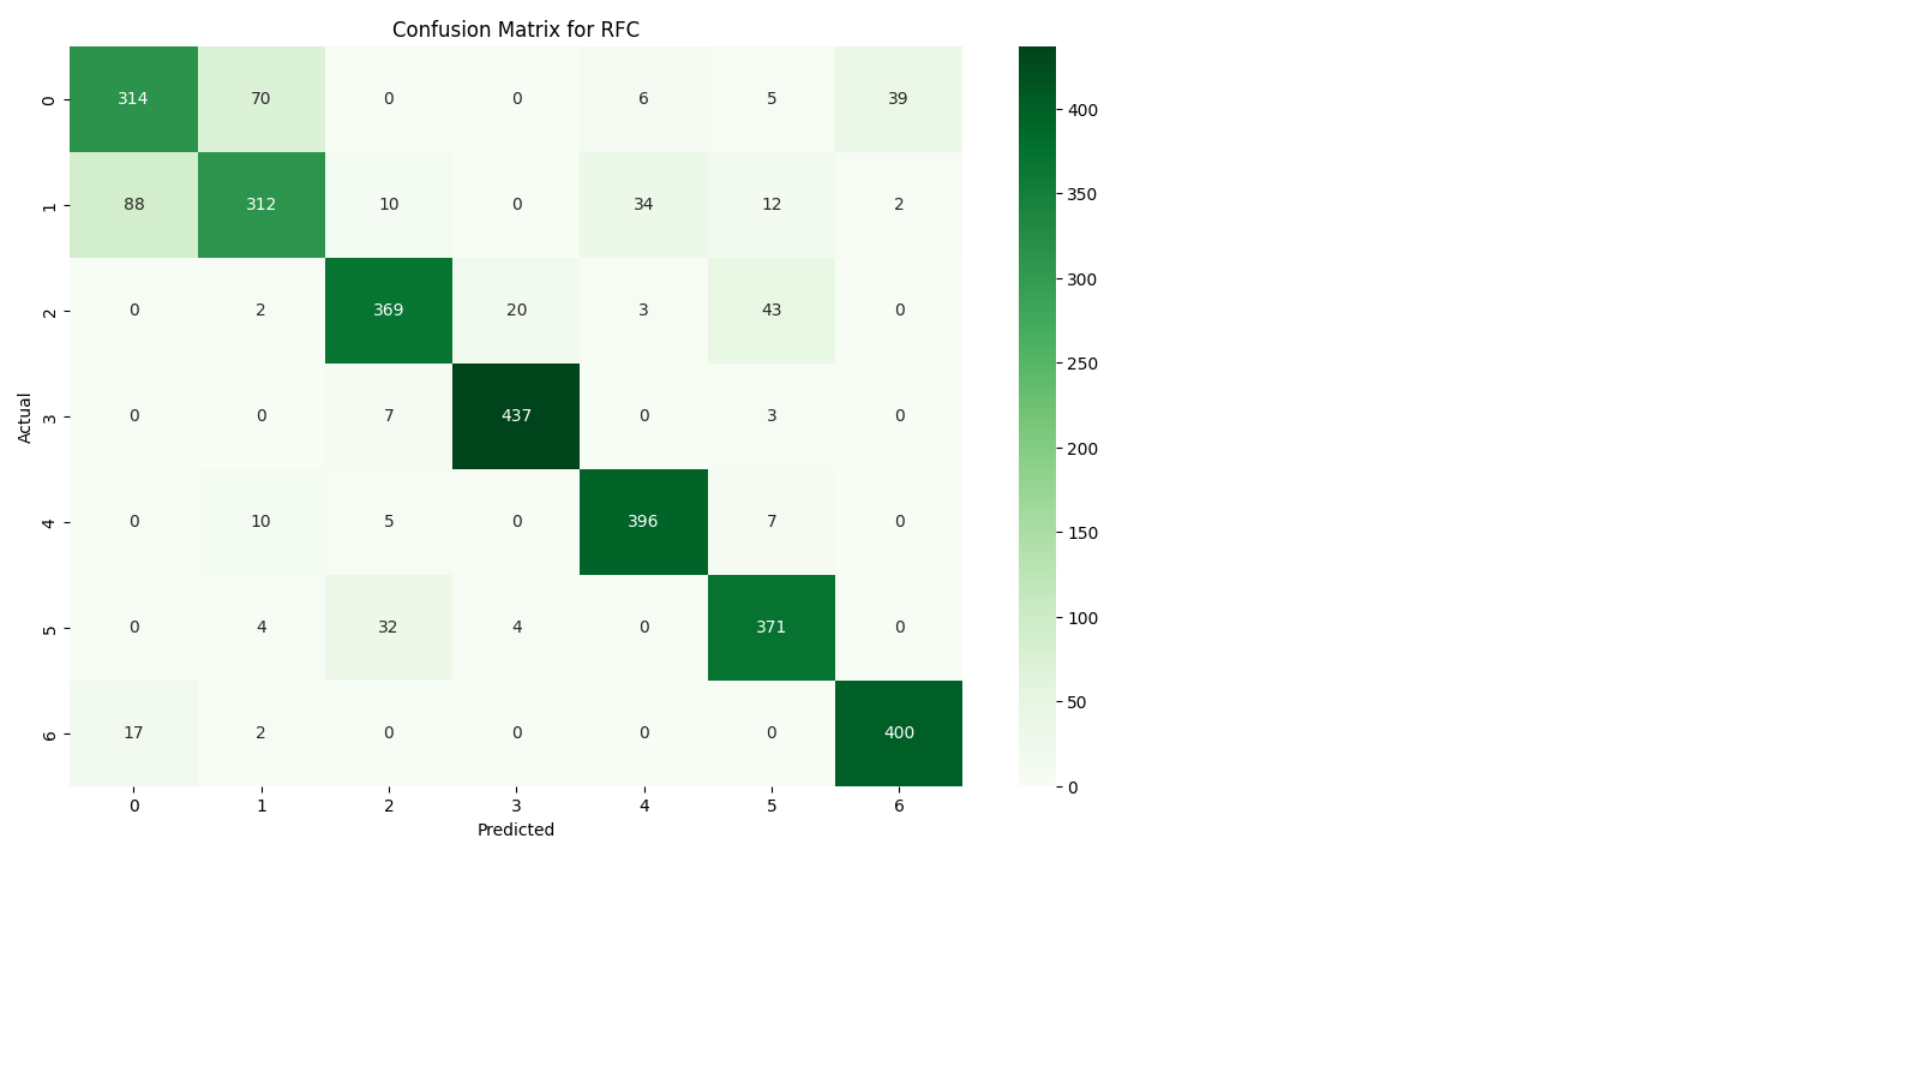 Confusion Matrix for RFC
0 314 70 0 0 6 5 39
1 88 312 10 0 34 12 2
2 0 2 369 20 3 43 0
3 0 0 7 437 0 3 0
4 0 10 5 0 396 7 0
5 0 4 32 4 0 371 0
6 17 2 0 0 0 0 400
Actual
0 1 2 3 4 5 6
Predicted
400
350
300
250
200
150
100
50
0